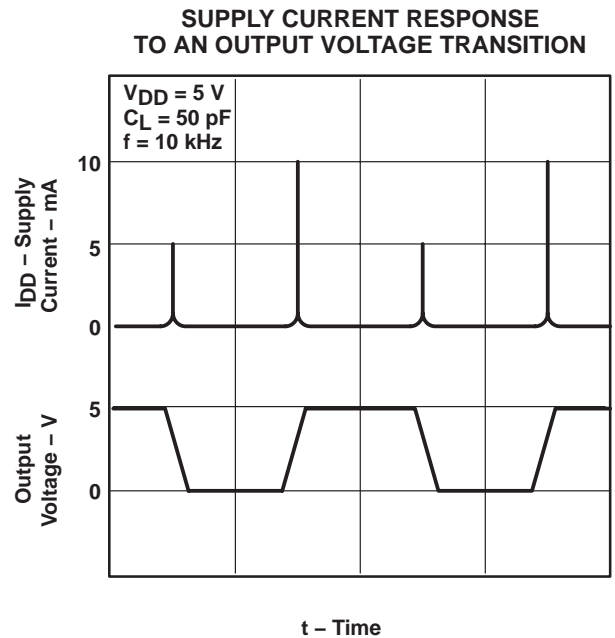 SUPPLY CURRENT RESPONSE
TO AN OUTPUT VOLTAGE TRANSITION
VDD = 5 V
CL = 50 pF
f = 10 kHz
10
5
0
IDD – Supply
Current – mA
5
0
Output
Voltage – V
t – Time